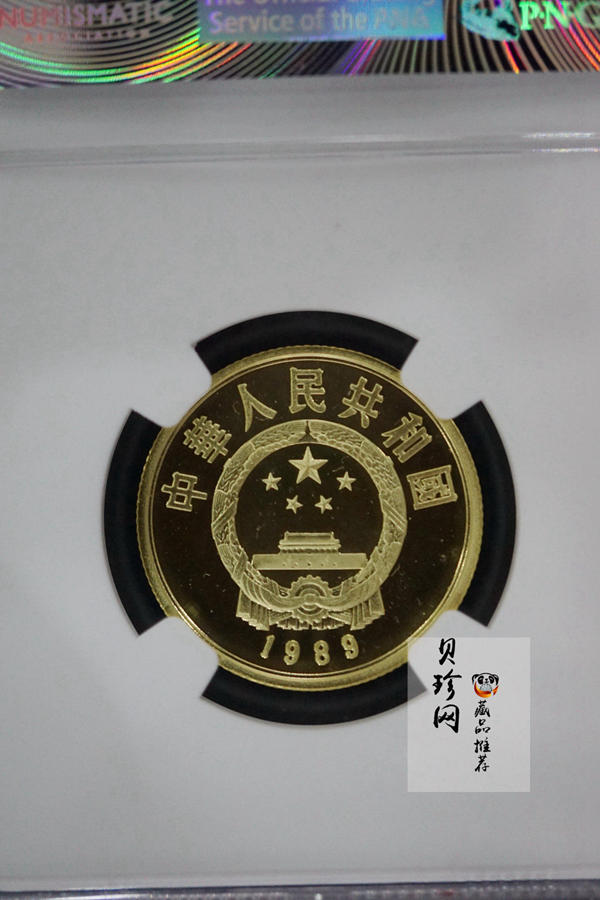 NUMISMATIC
ASSOCIATION
Service of the PNG
P·N·G
中華人民共和國
1989
贝珍网
藏品推荐